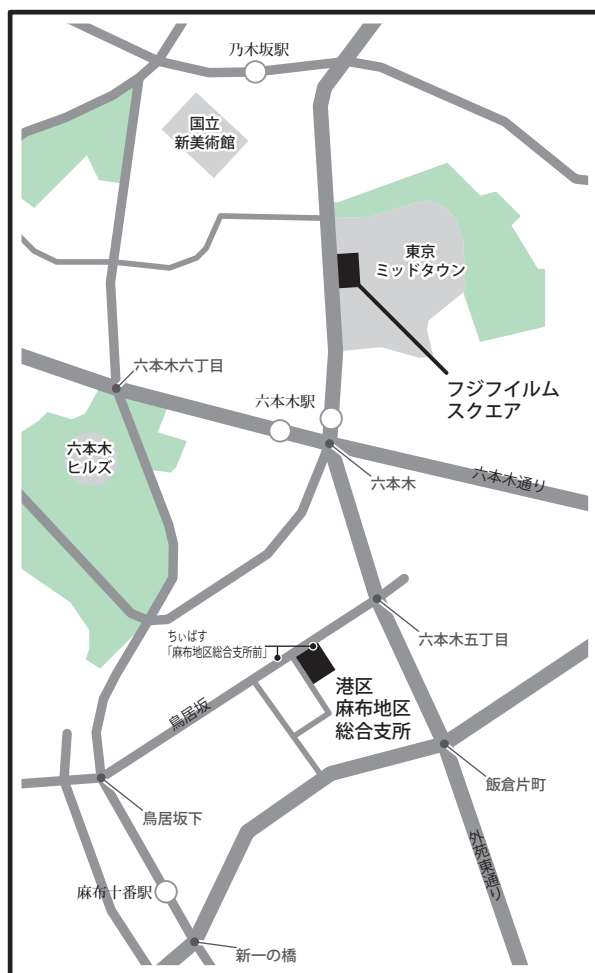 乃木坂駅
国立
新美術館
東京
ミッドタウン
フジフイルム
スクエア
六本木六丁目
六本木駅
六本木
ヒルズ
六本木
六本木通り
ちぃばす
「麻布地区総合支所前」
六本木五丁目
港区
麻布地区
総合支所
鳥居坂
飯倉片町
鳥居坂下
外苑東通り
麻布十番駅
新一の橋